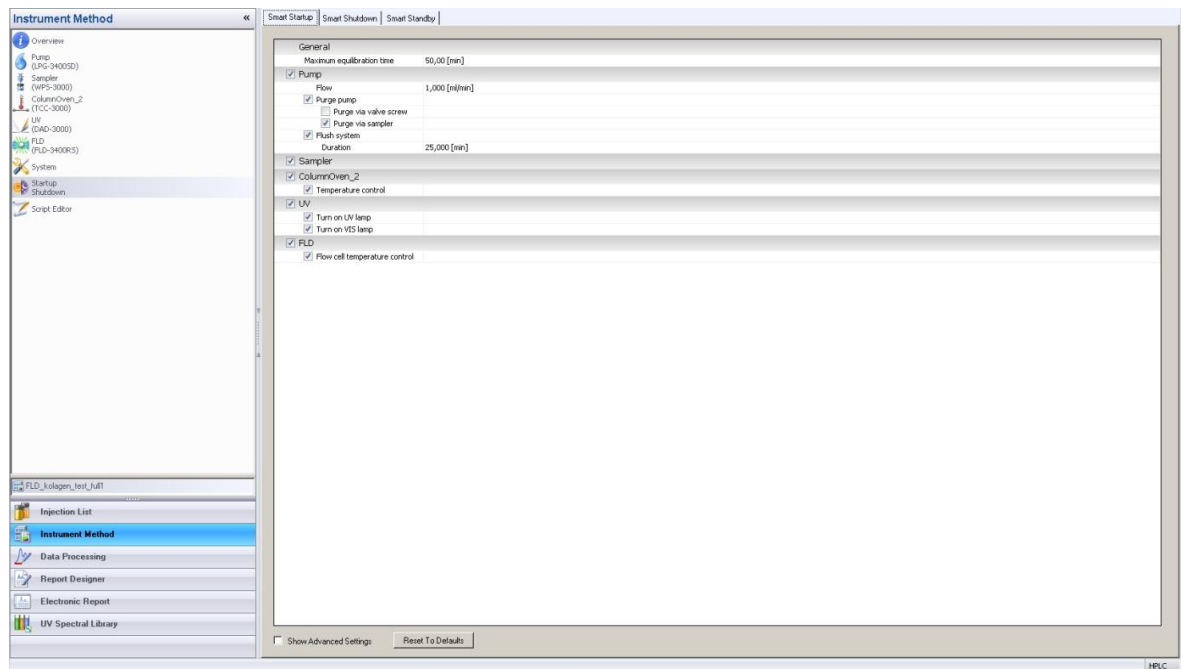 Instrument Method «
Overview
Pump
(LPG-3400SD)
Sampler
(WPS-3000)
ColumnOven_2
(TCC-3000)
UV
(DAD-3000)
FLD
(FLD-3400RS)
System
Startup
Shutdown
Script Editor
FLD_kolagen_test_full1
Injection List
Instrument Method
Data Processing
Report Designer
Electronic Report
UV Spectral Library
Smart Startup Smart Shutdown Smart Standby
General
Maximum equilibration time 50,00 [min]
Pump
Flow 1,000 [ml/min]
Purge pump
Purge via valve screw
Purge via sampler
Flush system
Duration 25,000 [min]
Sampler
ColumnOven_2
Temperature control
UV
Turn on UV lamp
Turn on VIS lamp
FLD
Flow cell temperature control
Show Advanced Settings Reset To Defaults
HPLC